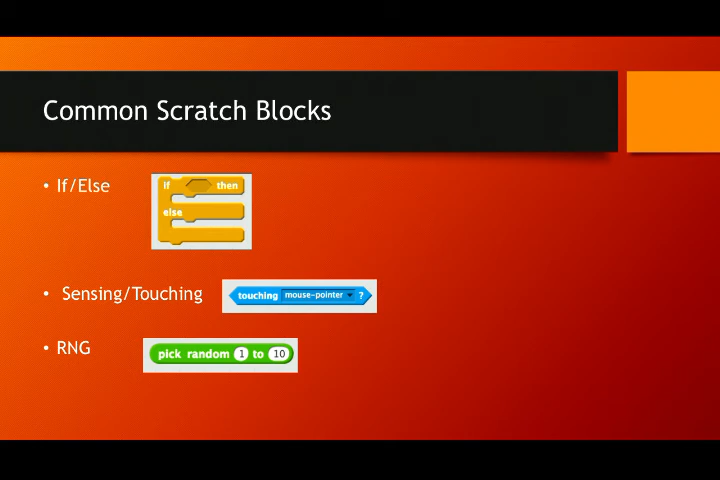 Common Scratch Blocks
• If/Else
if then
else
• Sensing/Touching
touching mouse-pointer ?
• RNG
pick random 1 to 10